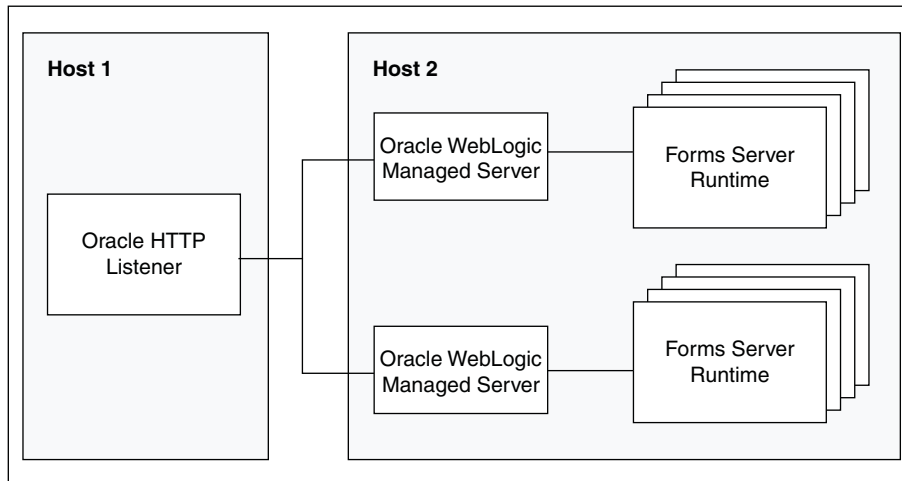 Host 1
Oracle HTTP
Listener
Host 2
Oracle WebLogic
Managed Server
Forms Server
Runtime
Oracle WebLogic
Managed Server
Forms Server
Runtime